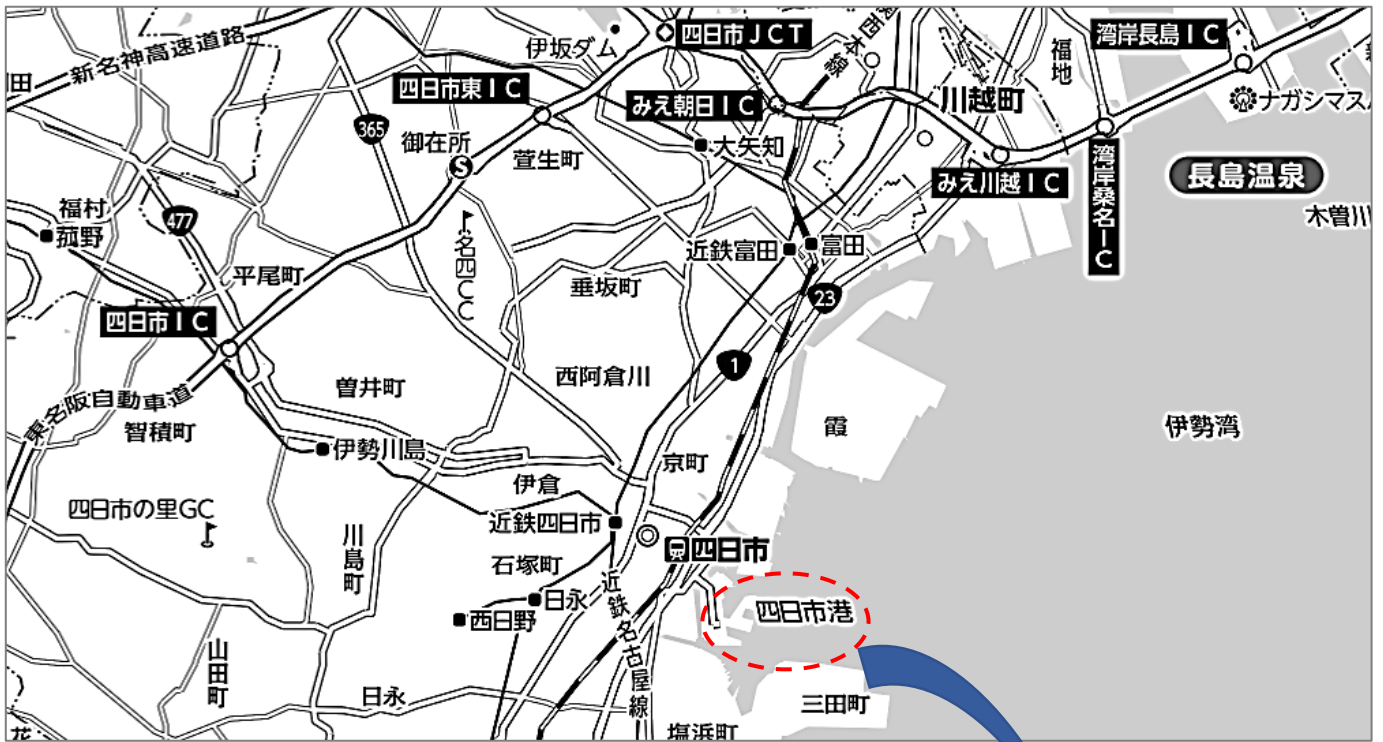 四日市JCT
湾岸長島IC
伊坂ダム
新名神高速道路
福地
四日市東IC
みえ朝日IC
川越町
ナガシマス
365
御在所
S
萱生町
大矢知
湾岸桑名IC
みえ川越IC
長島温泉
木曽川
福村
菰野
477
名四CC
近鉄富田
富田
平尾町
垂坂町
23
四日市IC
1
曽井町
西阿倉川
東名阪自動車道
智積町
霞
伊勢湾
伊勢川島
京町
伊倉
四日市の里GC
近鉄四日市
川島町
四日市
石塚町
日永
西日野
近鉄名古屋線
四日市港
山田町
日永
三田町
塩浜町